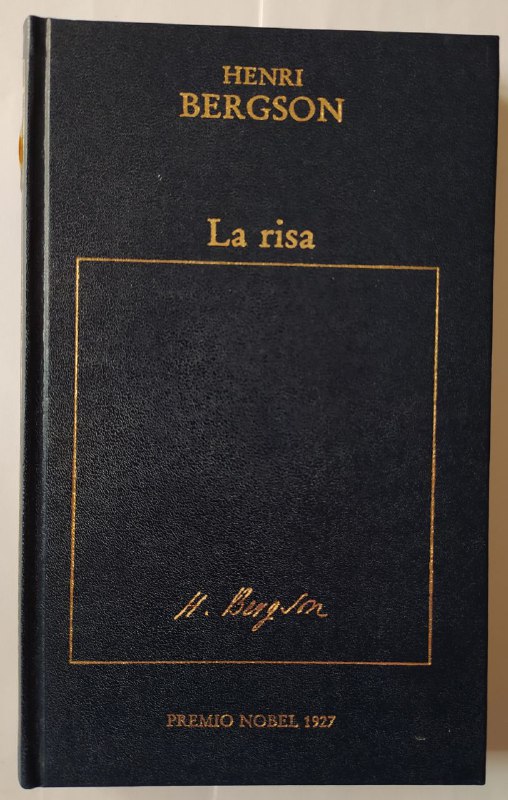 HENRI
BERGSON
La risa
H. Bergson
PREMIO NOBEL 1927